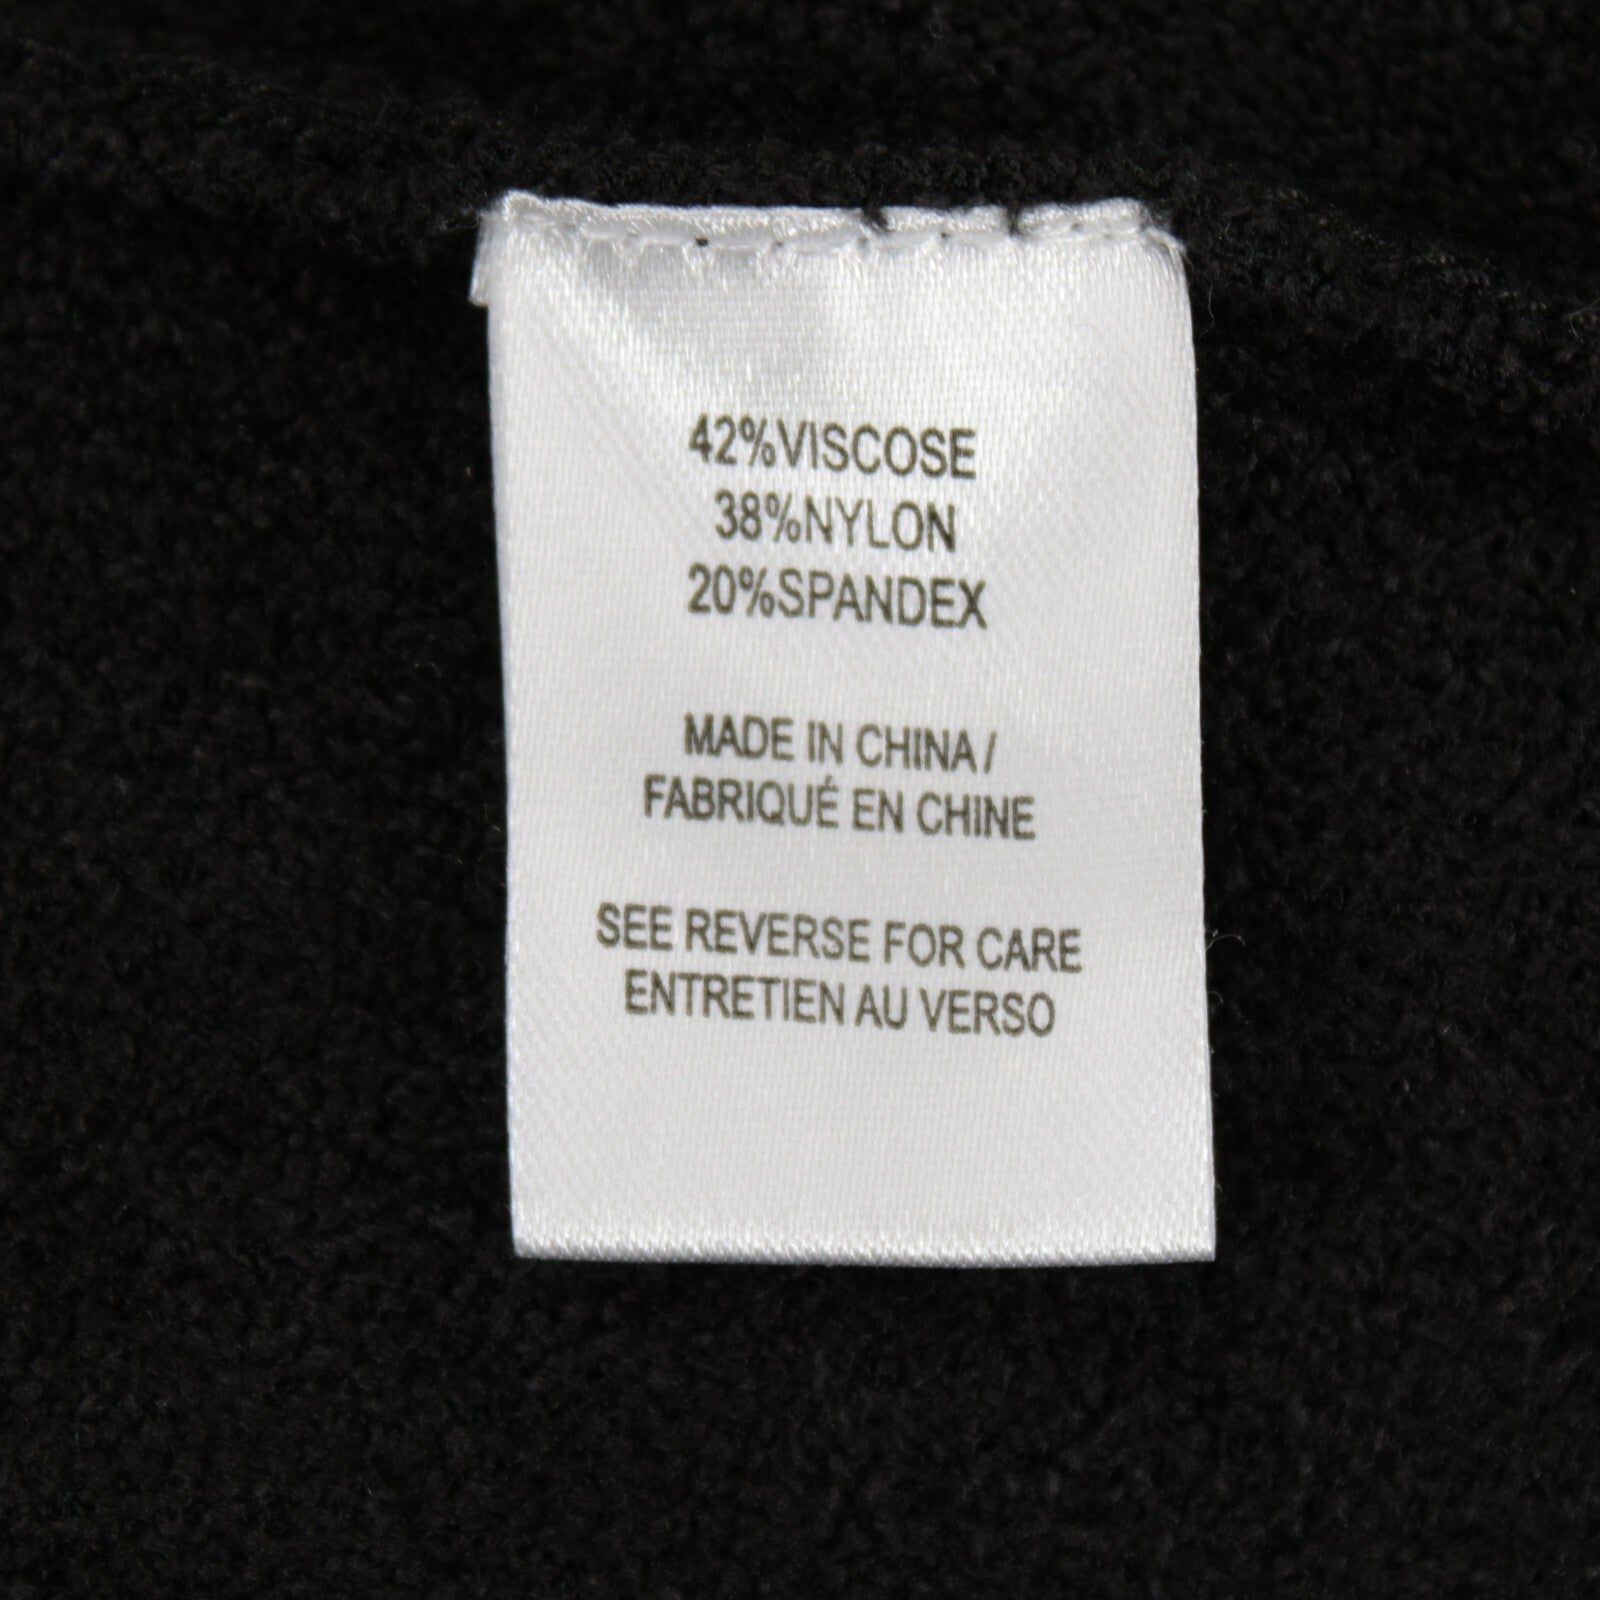 42%VISCOSE
38%NYLON
20%SPANDEX
MADE IN CHINA /
FABRIQUÉ EN CHINE
SEE REVERSE FOR CARE
ENTRETIEN AU VERSO